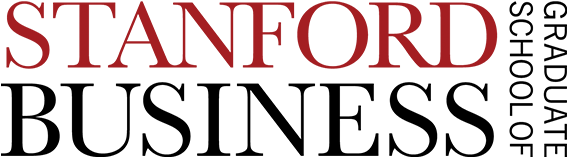 STANFORD
BUSINESS
GRADUATE
SCHOOL OF